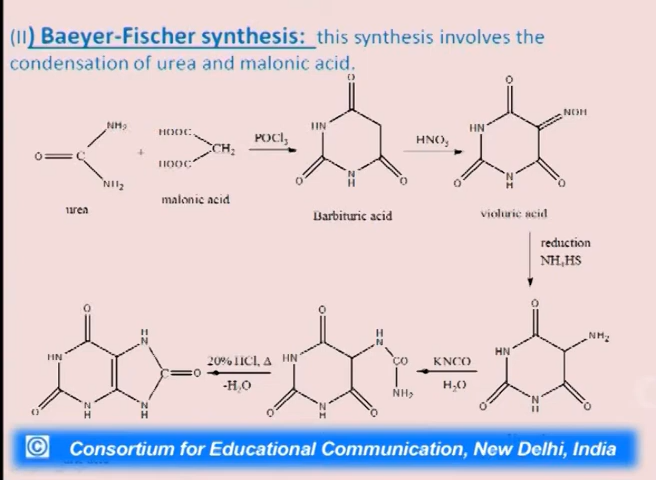 (II) Baeyer-Fischer synthesis: this synthesis involves the
condensation of urea and malonic acid.
NH2
O
C
NH2
urea
+
HOOC
HOOC
CH2
malonic acid
POCl3
O
HN
O
N
H
O
Barbituric acid
HNO3
O
HN
NOH
O
N
H
O
violuric acid
reduction
NH4HS
O
HN
NH2
O
N
H
O
KNCO
H2O
O
HN
H
N
CO
NH2
O
N
H
O
20% HCl, Δ
-H2O
O
HN
H
N
C
O
O
N
H
N
H
© Consortium for Educational Communication, New Delhi, India